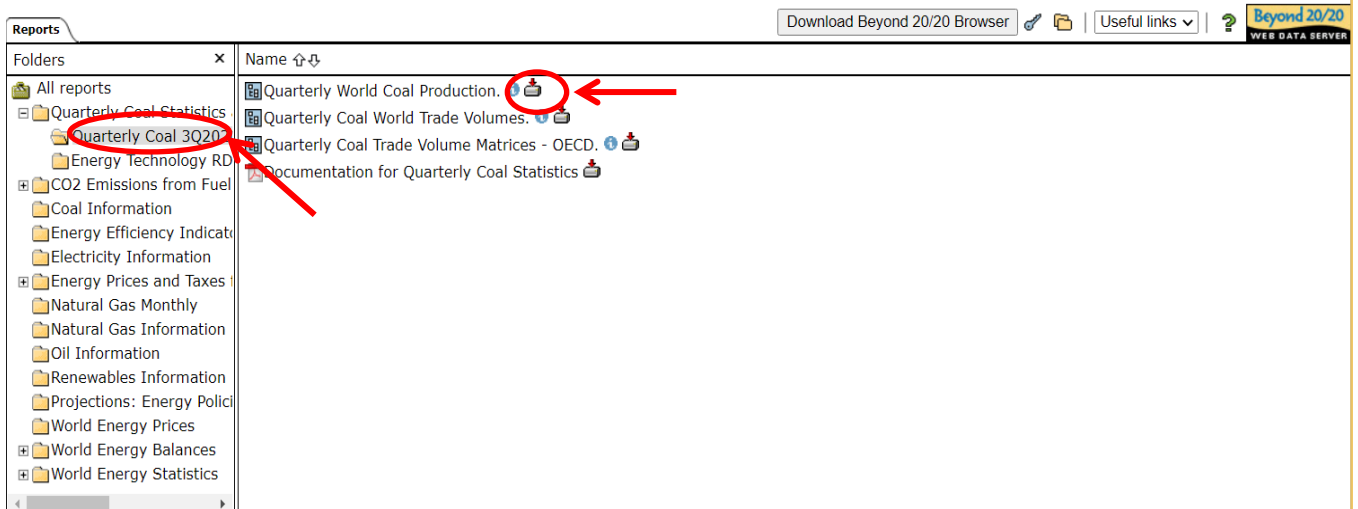 Reports
Download Beyond 20/20 Browser
Useful links
?
Beyond 20/20
WEB DATA SERVER
Folders
x
Name
All reports
Quarterly Coal Statistics
Quarterly Coal 3Q202
Energy Technology RD
CO2 Emissions from Fuel
Coal Information
Energy Efficiency Indicato
Electricity Information
Energy Prices and Taxes f
Natural Gas Monthly
Natural Gas Information
Oil Information
Renewables Information
Projections: Energy Polici
World Energy Prices
World Energy Balances
World Energy Statistics
Quarterly World Coal Production.
Quarterly Coal World Trade Volumes.
Quarterly Coal Trade Volume Matrices - OECD.
Documentation for Quarterly Coal Statistics